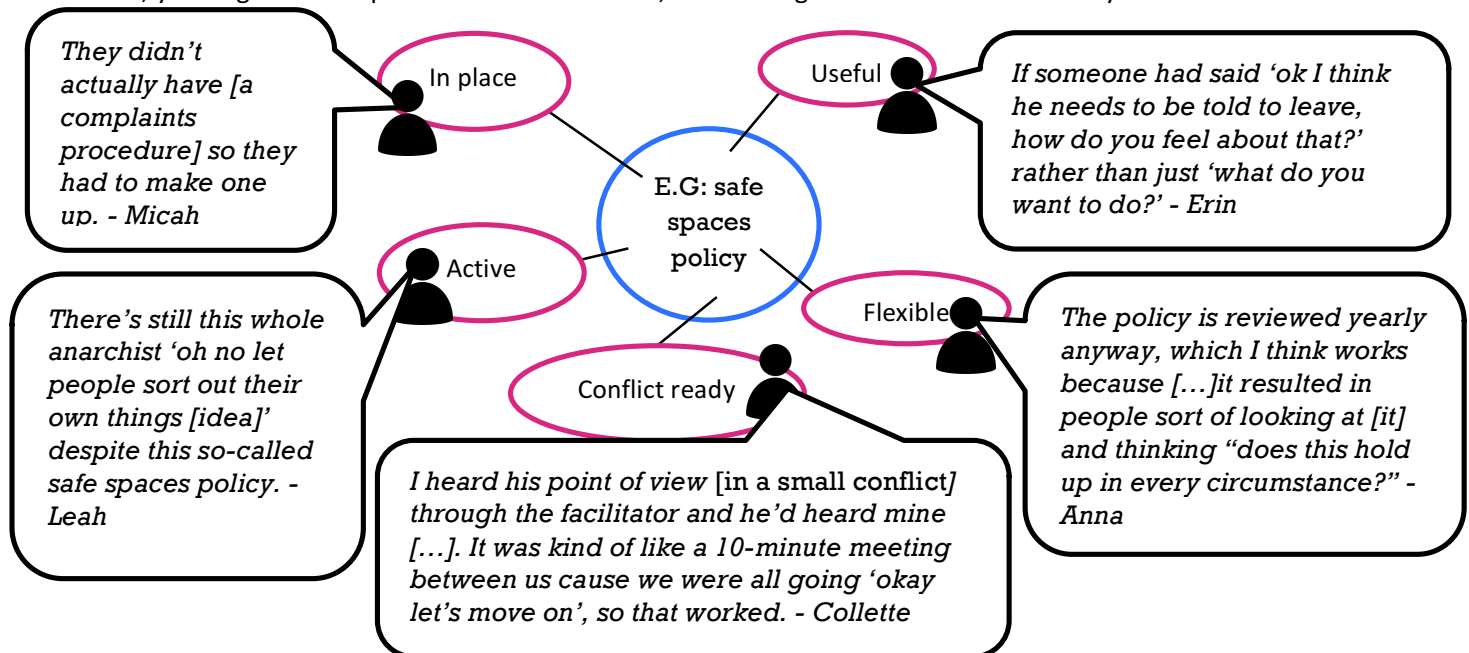 They didn't
actually have [a
complaints
procedure] so they
had to make one
up. - Micah
In place
Useful
If someone had said 'ok I think
he needs to be told to leave,
how do you feel about that?'
rather than just 'what do you
want to do?' - Erin
E.G: safe
spaces
policy
Active
There's still this whole
anarchist 'oh no let
people sort out their
own things [idea]'
despite this so-called
safe spaces policy. -
Leah
Flexible
The policy is reviewed yearly
anyway, which I think works
because [...]it resulted in
people sort of looking at [it]
and thinking "does this hold
up in every circumstance?" -
Anna
Conflict ready
I heard his point of view [in a small conflict]
through the facilitator and he'd heard mine
[...]. It was kind of like a 10-minute meeting
between us cause we were all going 'okay
let's move on', so that worked. - Collette